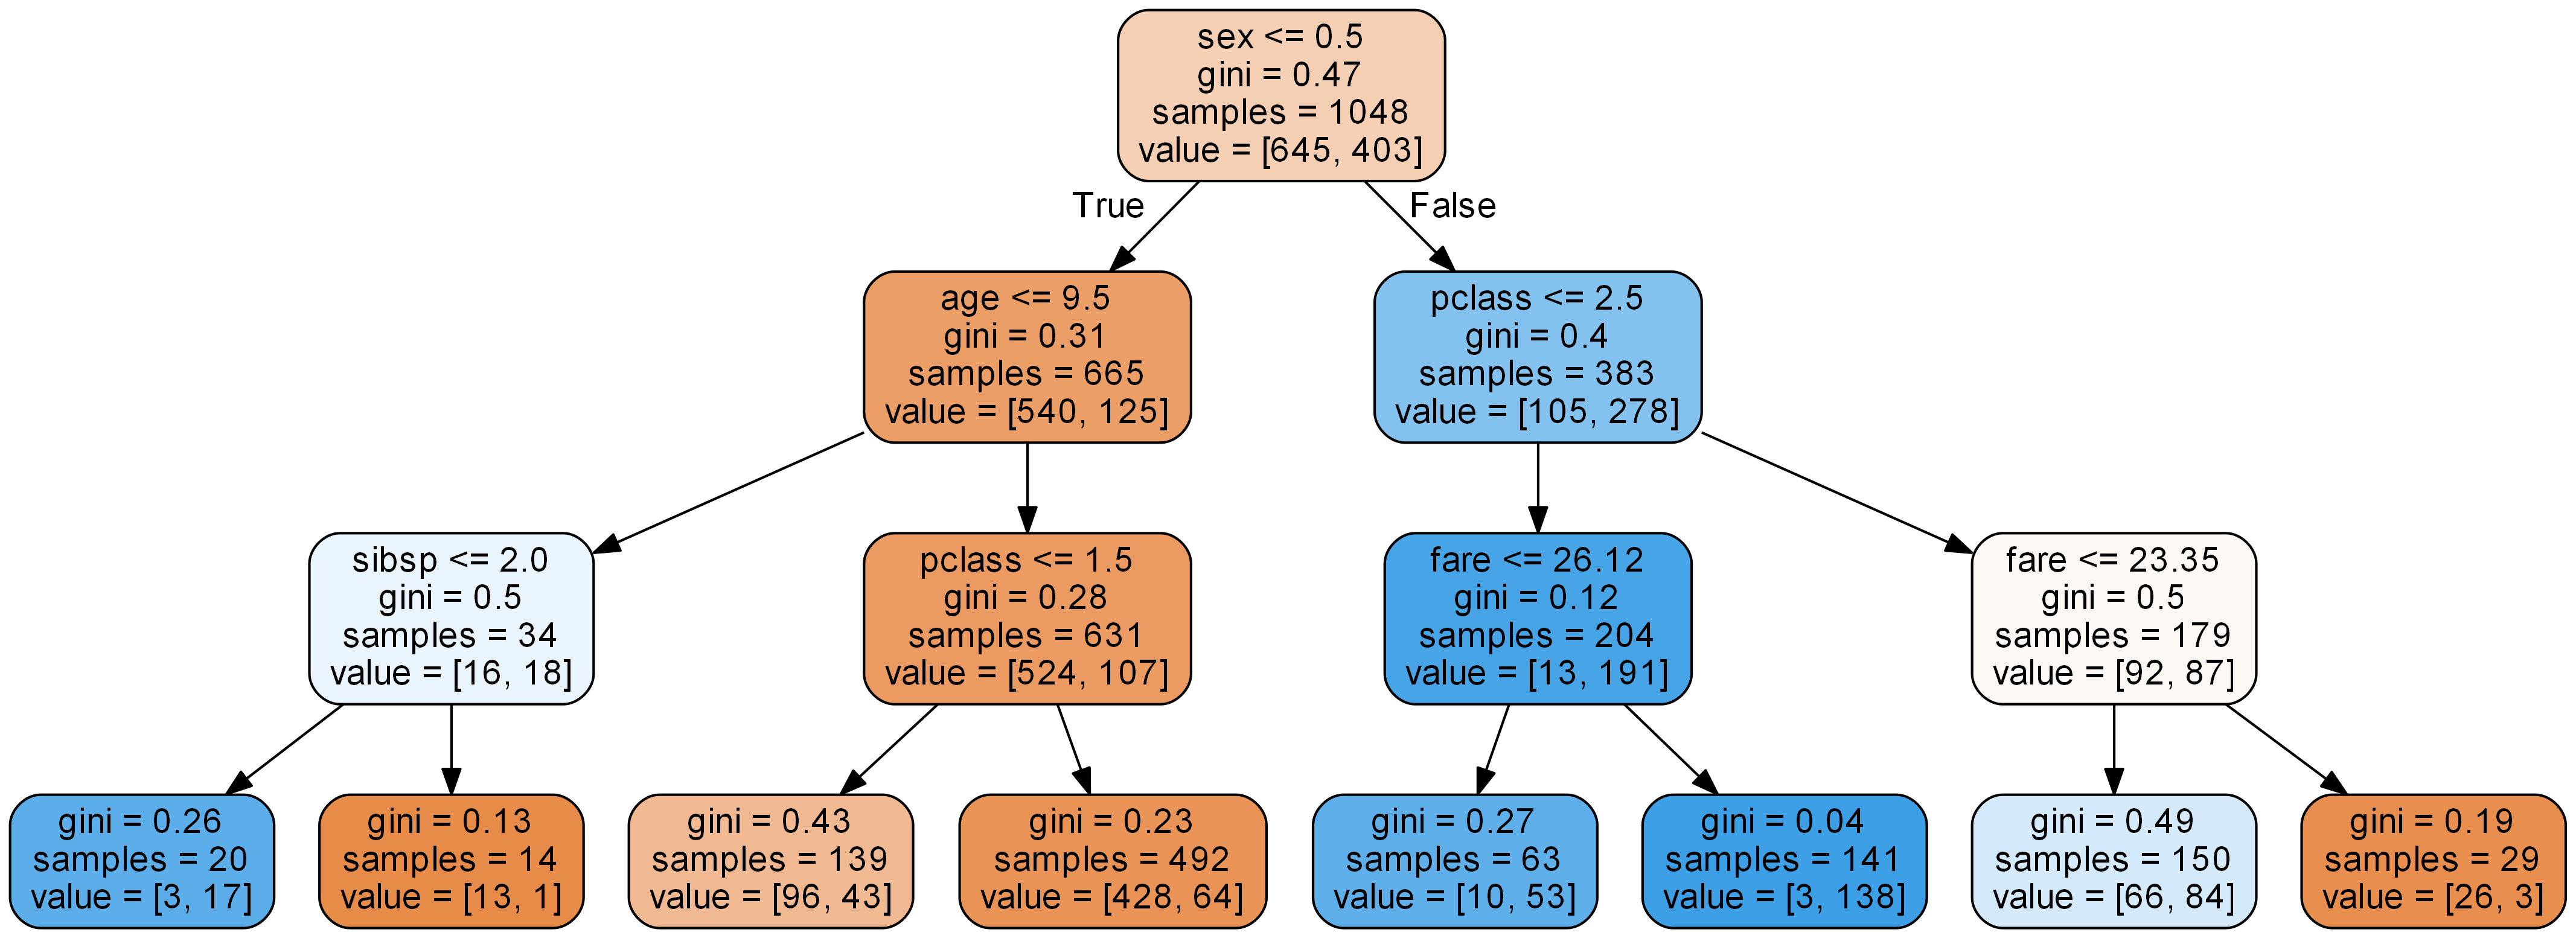 sex <= 0.5
gini = 0.47
samples = 1048
value = [645, 403]
True
False
age <= 9.5
gini = 0.31
samples = 665
value = [540, 125]
pclass <= 2.5
gini = 0.4
samples = 383
value = [105, 278]
sibsp <= 2.0
gini = 0.5
samples = 34
value = [16, 18]
pclass <= 1.5
gini = 0.28
samples = 631
value = [524, 107]
fare <= 26.12
gini = 0.12
samples = 204
value = [13, 191]
fare <= 23.35
gini = 0.5
samples = 179
value = [92, 87]
gini = 0.26
samples = 20
value = [3, 17]
gini = 0.13
samples = 14
value = [13, 1]
gini = 0.43
samples = 139
value = [96, 43]
gini = 0.23
samples = 492
value = [428, 64]
gini = 0.27
samples = 63
value = [10, 53]
gini = 0.04
samples = 141
value = [3, 138]
gini = 0.49
samples = 150
value = [66, 84]
gini = 0.19
samples = 29
value = [26, 3]